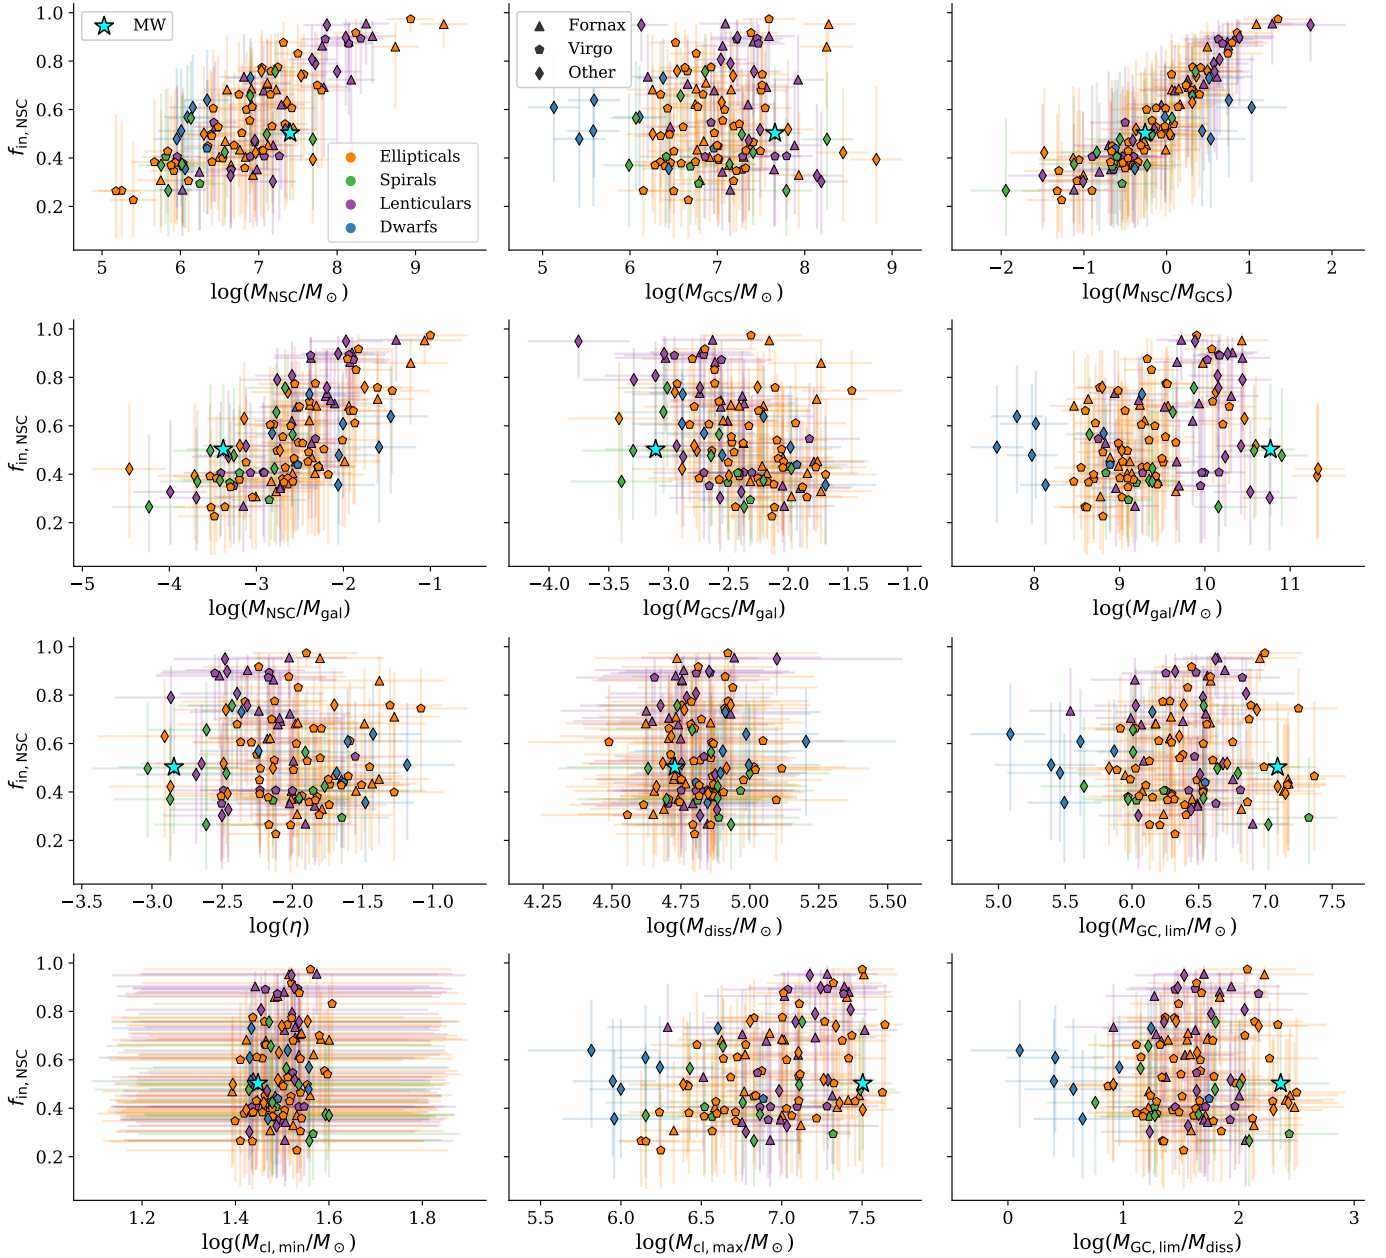 MW
Ellipticals
Spirals
Lenticulars
Dwarfs
1.0
0.8
0.6
0.4
0.2
f_in, NSC
5 6 7 8 9
log(M_NSC/M_⊙)
Fornax
Virgo
Other
5 6 7 8 9
log(M_GCS/M_⊙)
−2 −1 0 1 2
log(M_NSC/M_GCS)
1.0
0.8
0.6
0.4
0.2
f_in, NSC
−5 −4 −3 −2 −1
log(M_NSC/M_gal)
−4.0 −3.5 −3.0 −2.5 −2.0 −1.5 −1.0
log(M_GCS/M_gal)
8 9 10 11
log(M_gal/M_⊙)
1.0
0.8
0.6
0.4
0.2
f_in, NSC
−3.5 −3.0 −2.5 −2.0 −1.5 −1.0 −0.5
log(η)
4.25 4.50 4.75 5.00 5.25 5.50
log(M_diss/M_⊙)
5.0 5.5 6.0 6.5 7.0 7.5
log(M_GC, lim/M_⊙)
1.0
0.8
0.6
0.4
0.2
f_in, NSC
1.2 1.4 1.6 1.8
log(M_cl, min/M_⊙)
5.5 6.0 6.5 7.0 7.5
log(M_cl, max/M_⊙)
0 1 2 3
log(M_GC, lim/M_diss)